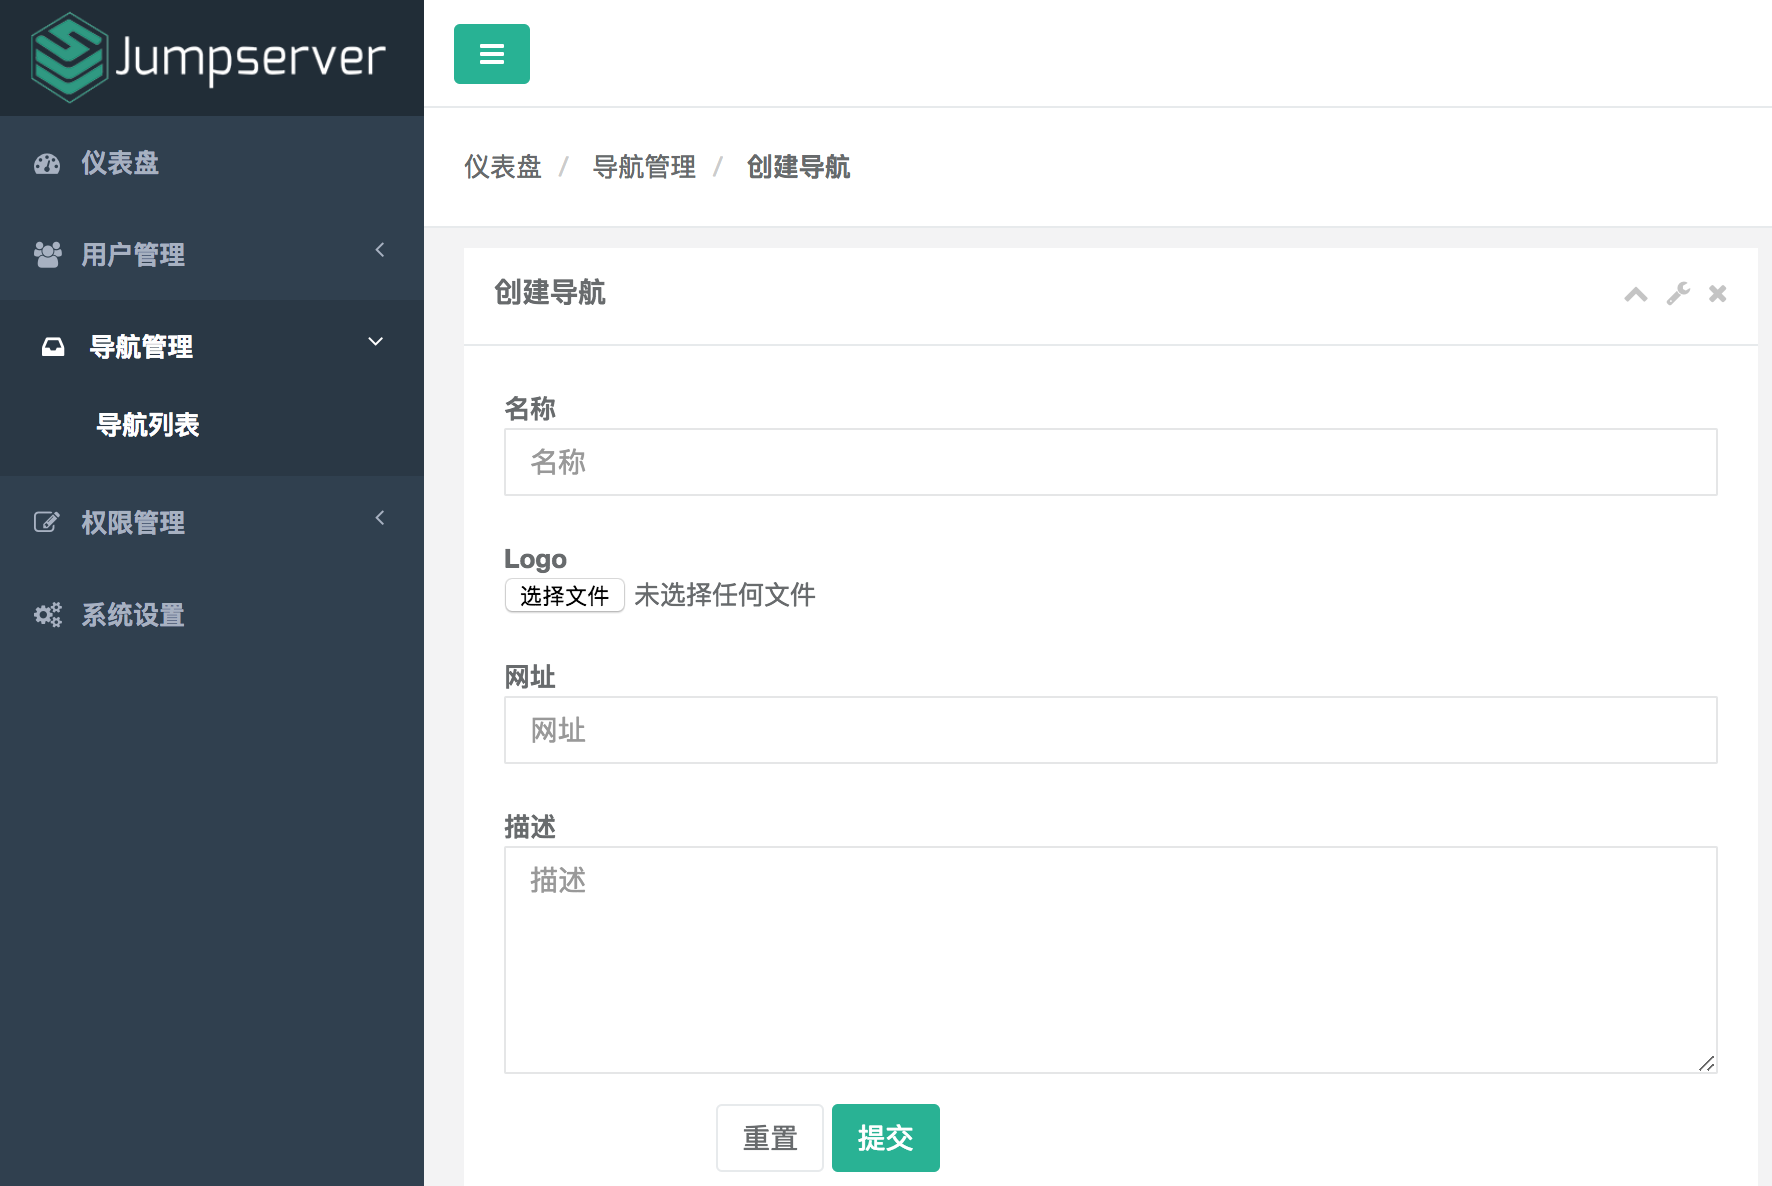 Jumpserver
仪表盘
用户管理
导航管理
导航列表
权限管理
系统设置
仪表盘 / 导航管理 / 创建导航
创建导航
名称
名称
Logo
选择文件 未选择任何文件
网址
网址
描述
描述
重置 提交